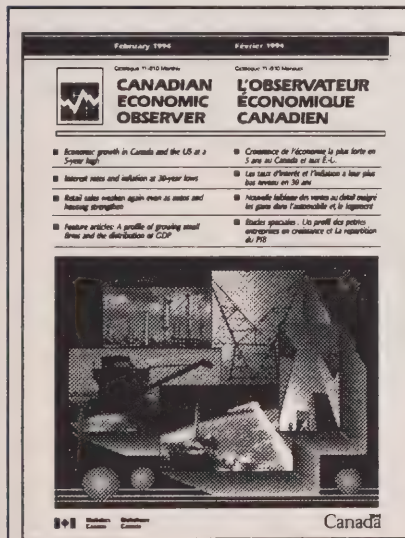 February 1994
Février 1994
Catalogue 11-010 Monthly
Catalogue 11-010 Mensuel
CANADIAN
ECONOMIC
OBSERVER
L'OBSERVATEUR
ÉCONOMIQUE
CANADIEN
Economic growth in Canada and the US at a
5-year high
Interest rates and inflation at 30-year lows
Retail sales weaken again even as autos and
housing strengthen
Feature articles: A profile of growing small
firms and the distribution of GDP
Croissance de l'économie la plus forte en
5 ans au Canada et aux É.-U.
Les taux d'intérêt et l'inflation à leur plus
bas niveau en 30 ans
Nouvelle faiblesse des ventes au détail malgré
les gains dans l'automobile et le logement
Études spéciales : Un profil des petites
entreprises en croissance et La répartition
du PIB
Statistics
Canada
Statistique
Canada
Canada